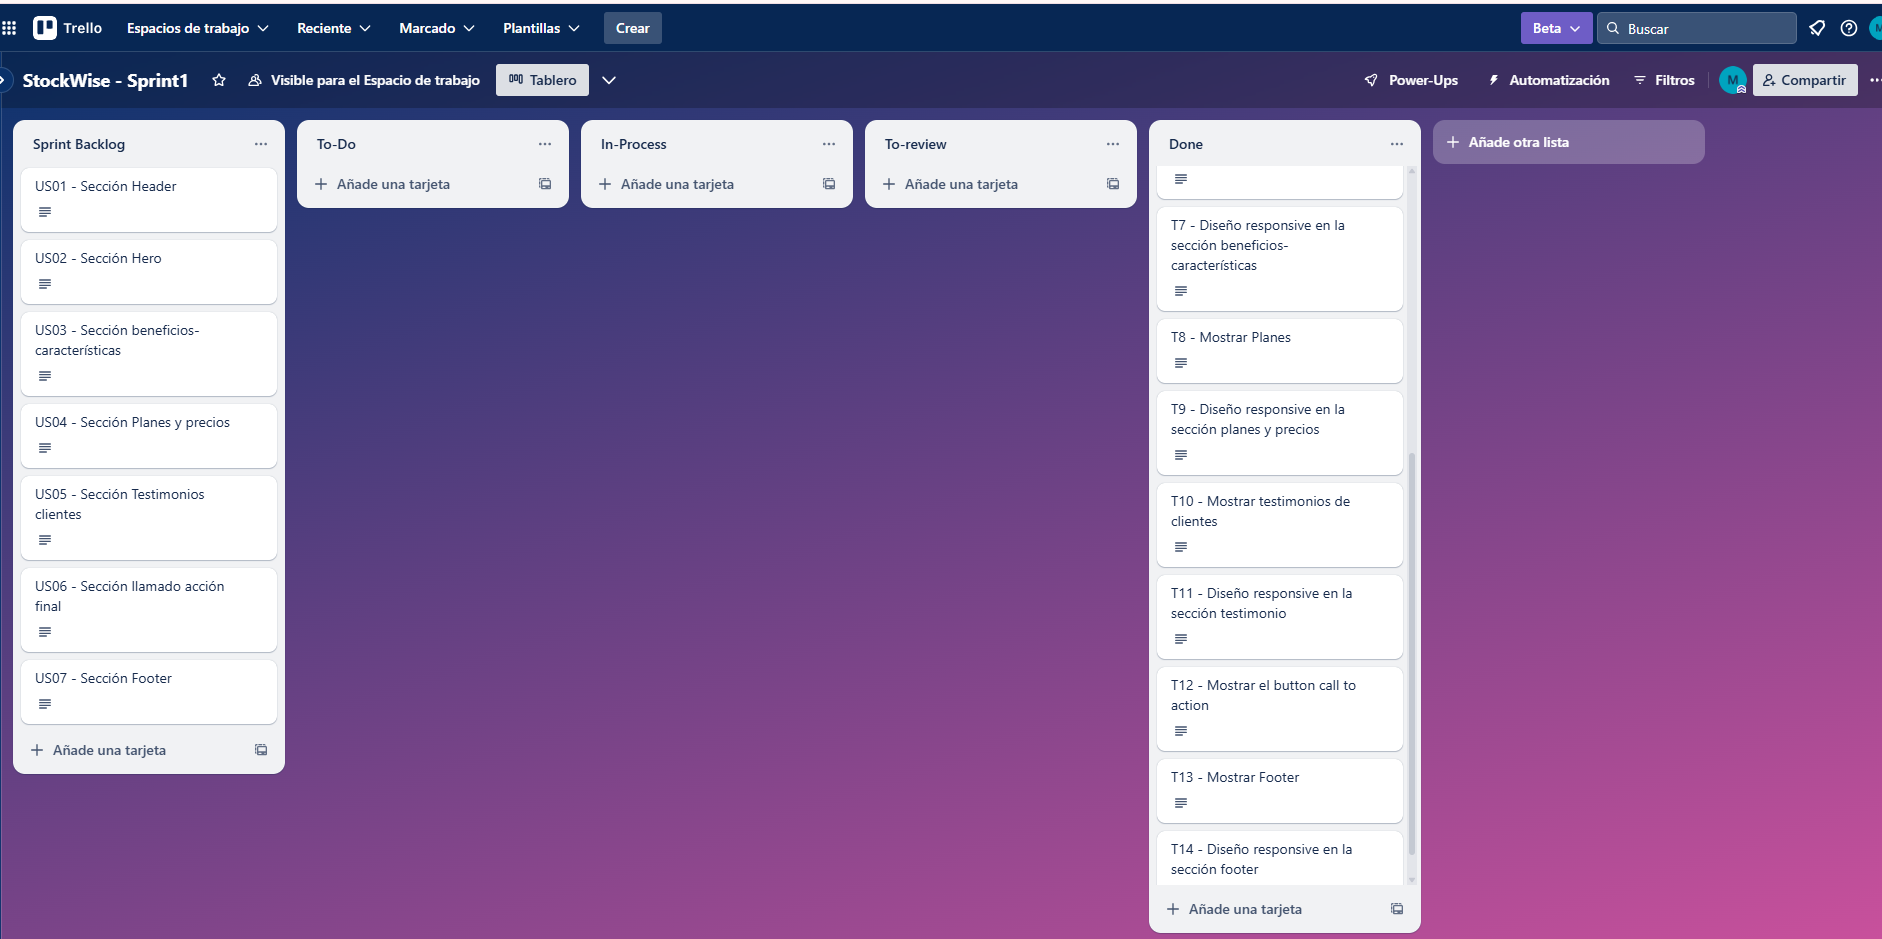 Trello
Espacios de trabajo
Reciente
Marcado
Plantillas
Crear
Beta
Buscar
StockWise - Sprint1
Visible para el Espacio de trabajo
Tablero
Power-Ups
Automatización
Filtros
M
Compartir
Sprint Backlog
US01 - Sección Header
US02 - Sección Hero
US03 - Sección beneficios-
características
US04 - Sección Planes y precios
US05 - Sección Testimonios
clientes
US06 - Sección llamado acción
final
US07 - Sección Footer
Añade una tarjeta
To-Do
Añade una tarjeta
In-Process
Añade una tarjeta
To-review
Añade una tarjeta
Done
T7 - Diseño responsive en la
sección beneficios-
características
T8 - Mostrar Planes
T9 - Diseño responsive en la
sección planes y precios
T10 - Mostrar testimonios de
clientes
T11 - Diseño responsive en la
sección testimonio
T12 - Mostrar el button call to
action
T13 - Mostrar Footer
T14 - Diseño responsive en la
sección footer
Añade una tarjeta
Añade otra lista